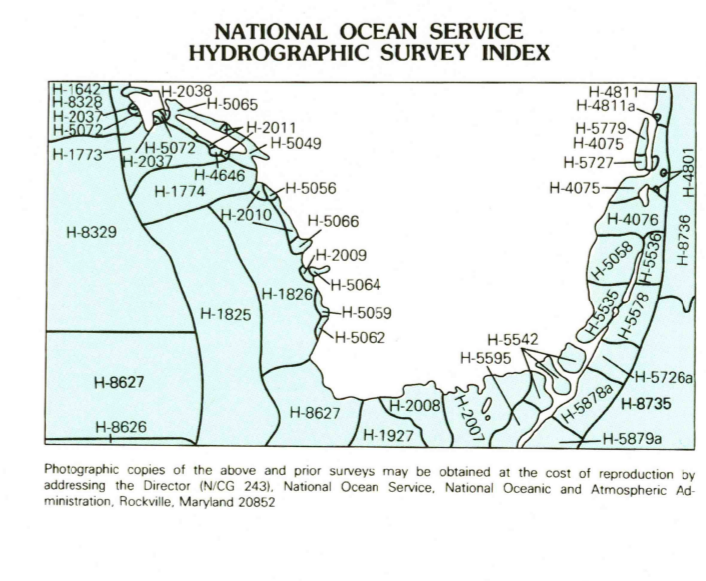 NATIONAL OCEAN SERVICE
HYDROGRAPHIC SURVEY INDEX
H-1642
H-2038
H-4811
H-8328
H-5065
H-4811a
H-2037
H-5072
H-5072
H-2011
H-5779
H-4075
H-1773
H-2037
H-5049
H-5727
H-4801
H-4646
H-1774
H-5056
H-4075
H-2010
H-4076
H-8329
H-5066
H-8736
H-5058
H-5536
H-2009
H-5064
H-1826
H-1825
H-5059
H-5535
H-5578
H-5062
H-5542
H-5595
H-8627
H-5726a
H-8627
H-2008
H-5878a
H-8735
H-8626
H-1927
H-2007
H-5879a
Photographic copies of the above and prior surveys may be obtained at the cost of reproduction by
addressing the Director (N/CG 243), National Ocean Service, National Oceanic and Atmospheric Ad-
ministration, Rockville, Maryland 20852